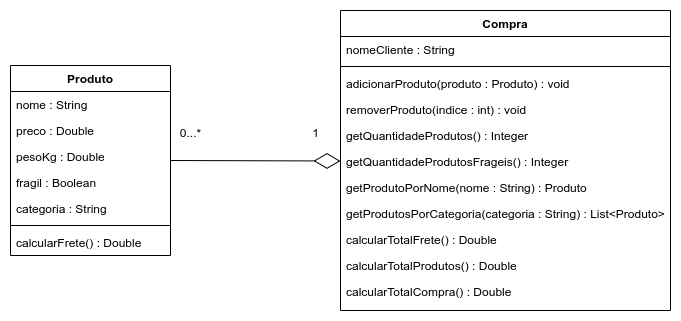 Produto
nome : String
preco : Double
pesoKg : Double
fragil : Boolean
categoria : String
calcularFrete() : Double
0...*
1
Compra
nomeCliente : String
adicionarProduto(produto : Produto) : void
removerProduto(indice : int) : void
getQuantidadeProdutos() : Integer
getQuantidadeProdutosFrageis() : Integer
getProdutoPorNome(nome : String) : Produto
getProdutosPorCategoria(categoria : String) : List<Produto>
calcularTotalFrete() : Double
calcularTotalProdutos() : Double
calcularTotalCompra() : Double